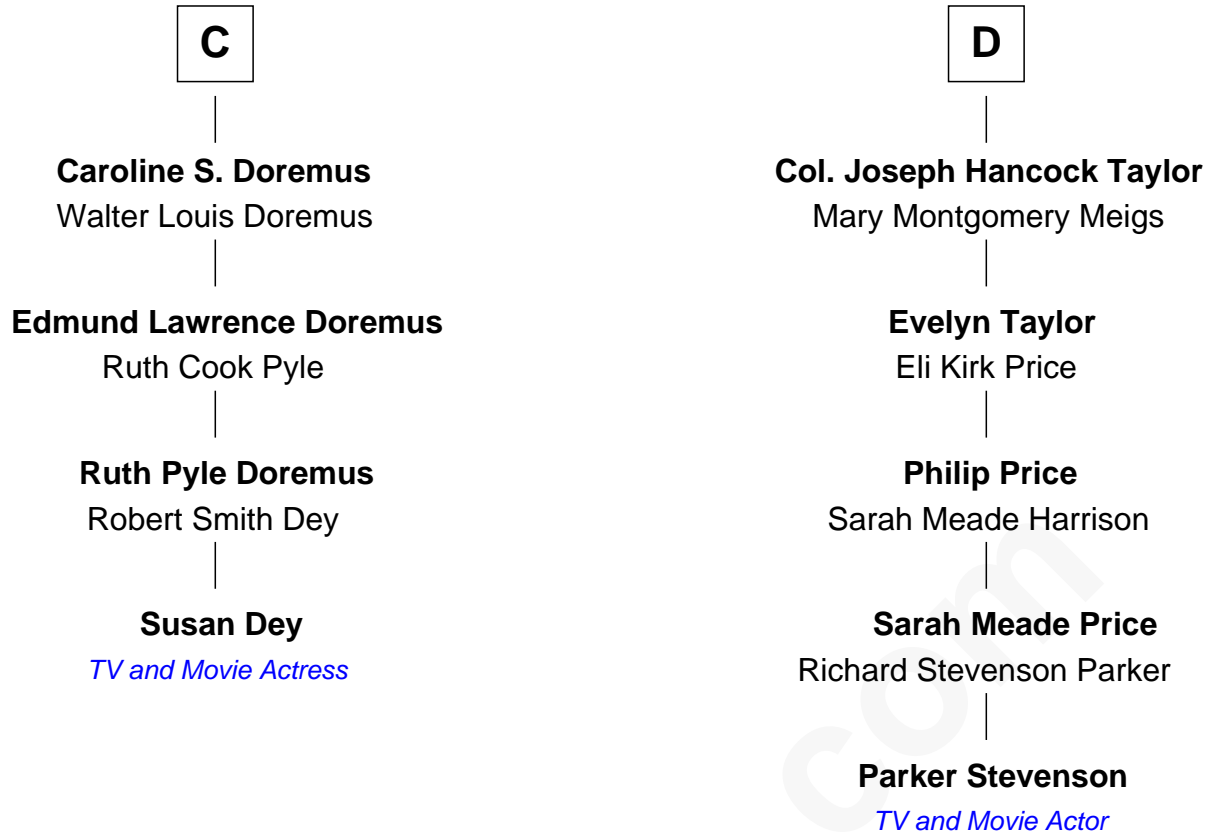 C
Caroline S. Doremus
Walter Louis Doremus
Edmund Lawrence Doremus
Ruth Cook Pyle
Ruth Pyle Doremus
Robert Smith Dey
Susan Dey
TV and Movie Actress
D
Col. Joseph Hancock Taylor
Mary Montgomery Meigs
Evelyn Taylor
Eli Kirk Price
Philip Price
Sarah Meade Harrison
Sarah Meade Price
Richard Stevenson Parker
Parker Stevenson
TV and Movie Actor
com